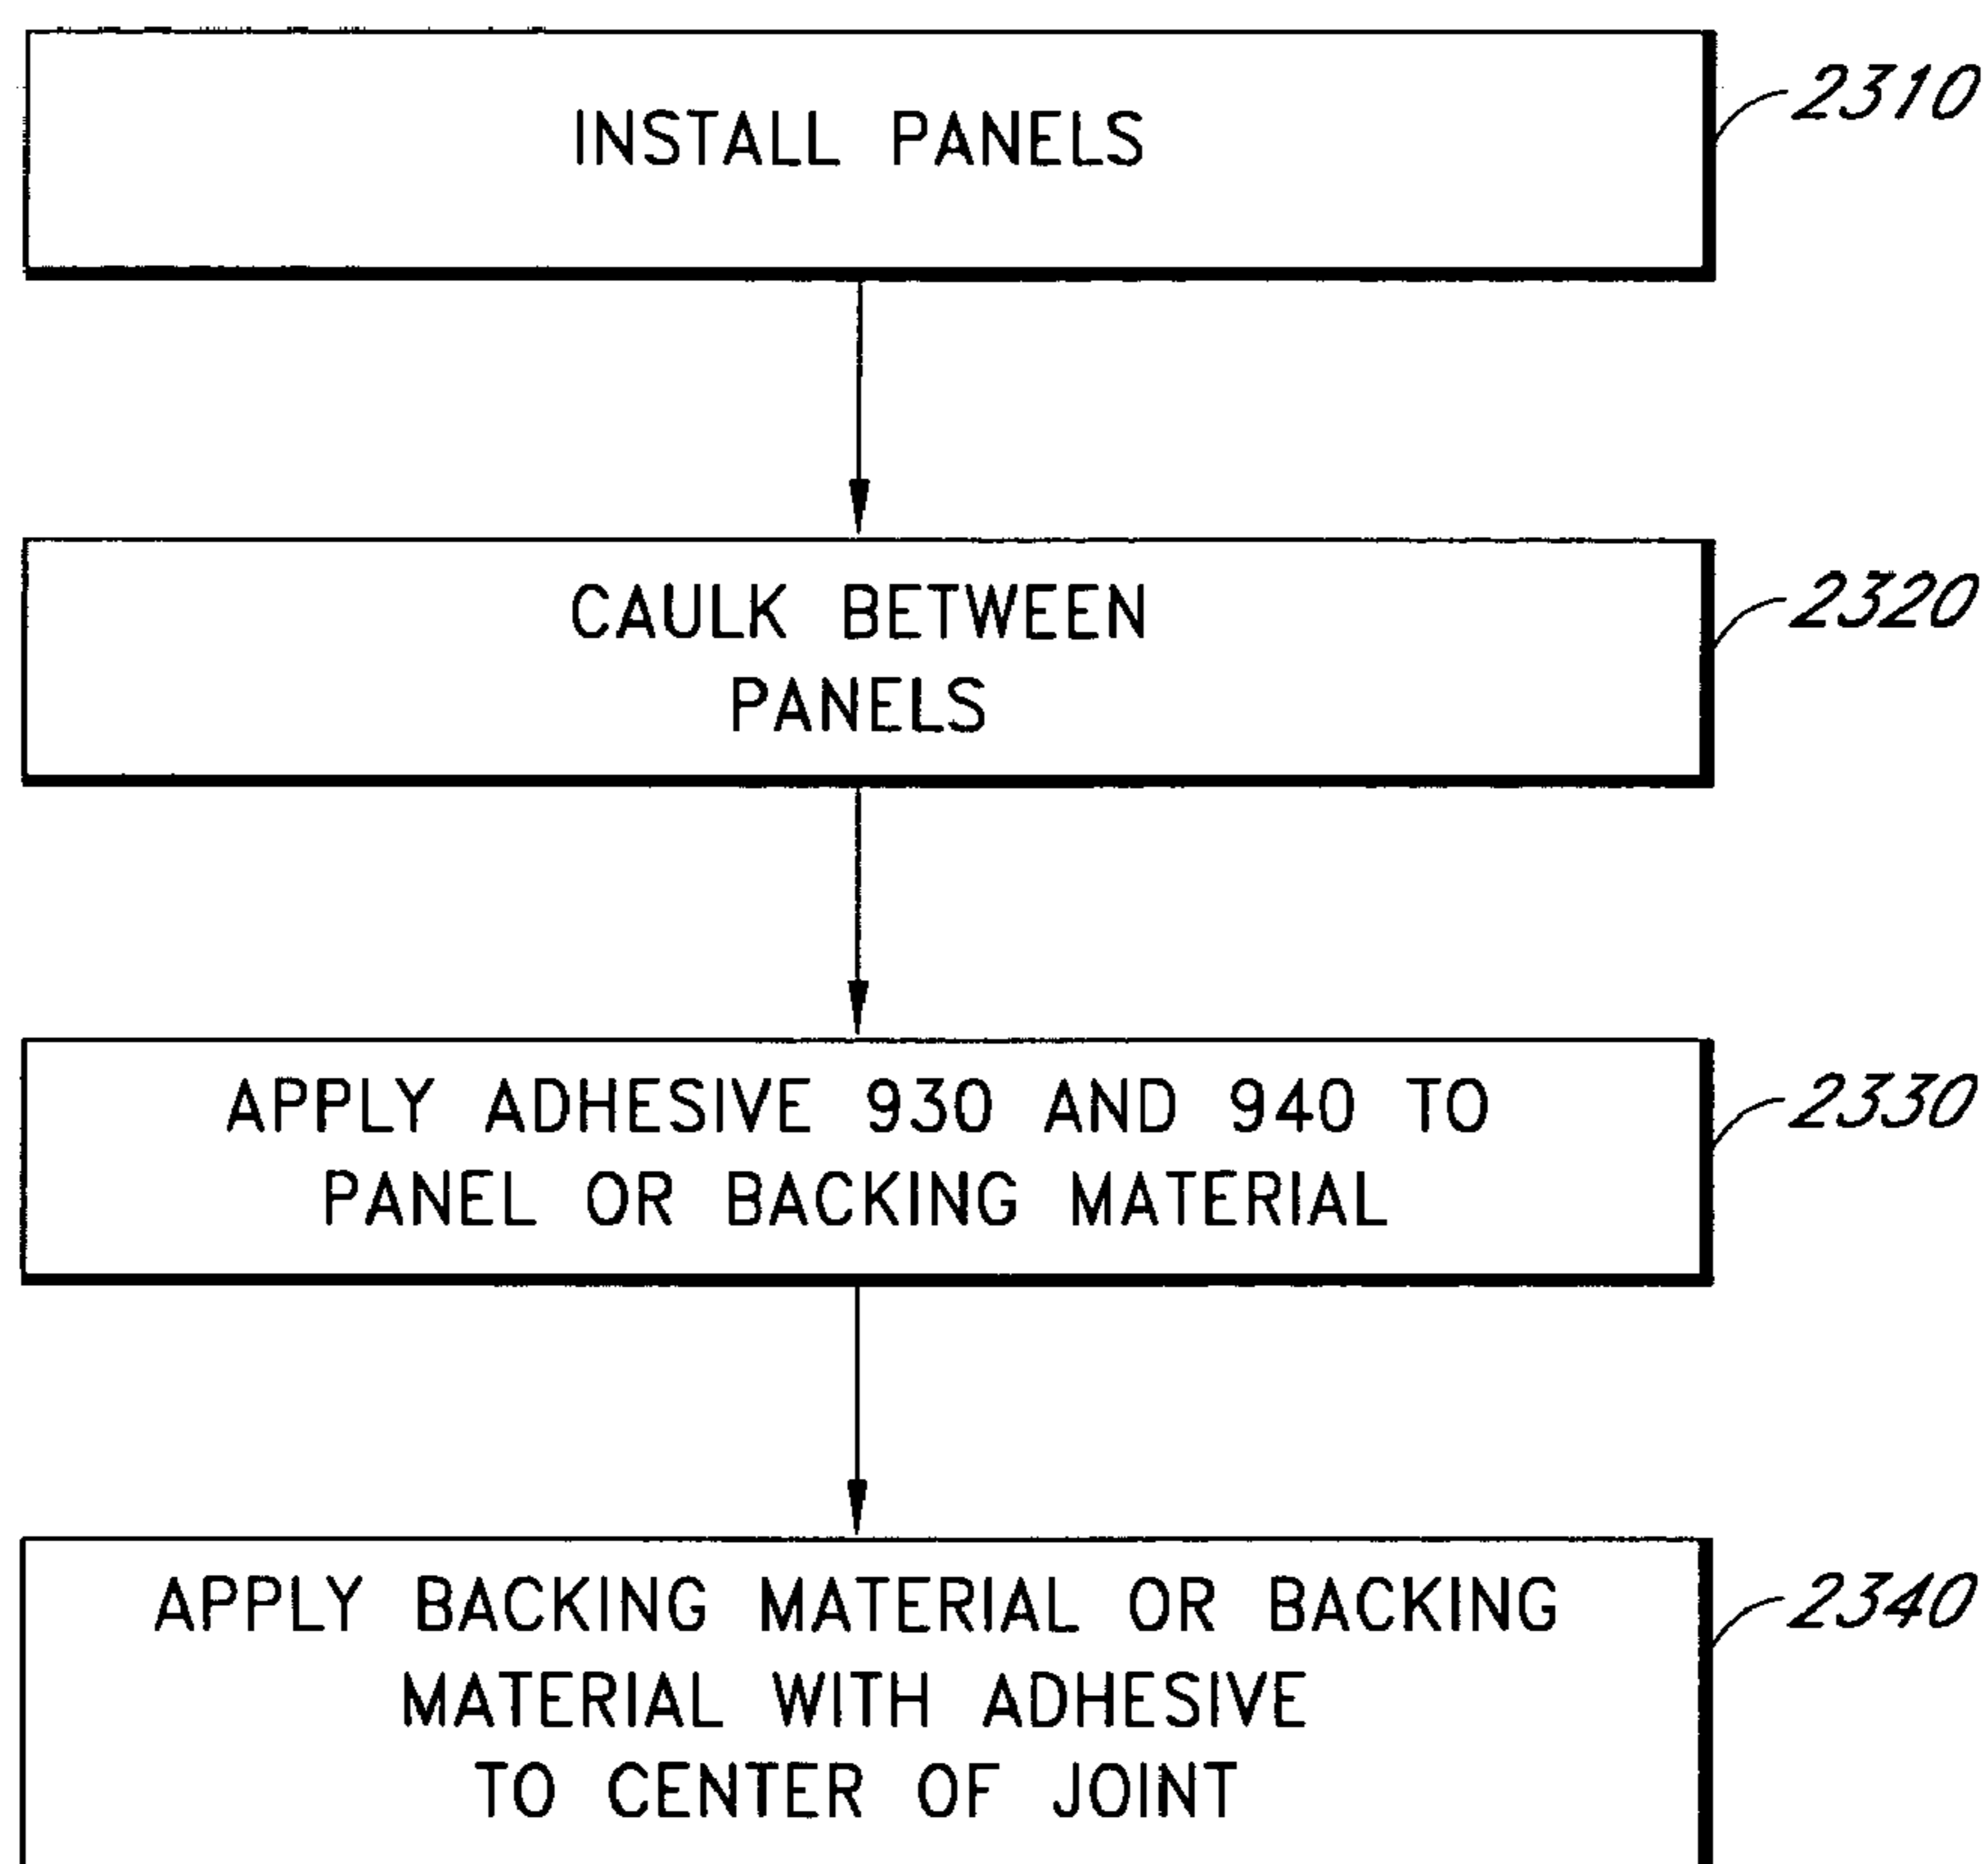 INSTALL PANELS
2310
CAULK BETWEEN
PANELS
2320
APPLY ADHESIVE 930 AND 940 TO
PANEL OR BACKING MATERIAL
2330
APPLY BACKING MATERIAL OR BACKING
MATERIAL WITH ADHESIVE
TO CENTER OF JOINT
2340